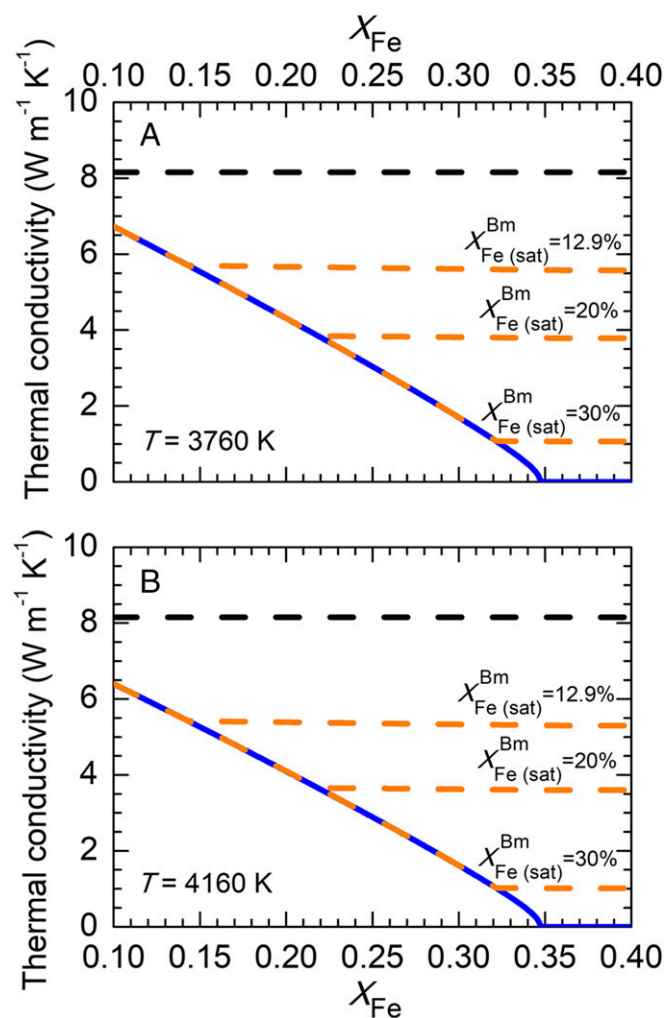 X_Fe
0.10 0.15 0.20 0.25 0.30 0.35 0.40
Thermal conductivity (W m⁻¹ K⁻¹)
10
8
6
4
2
0
A
X^Bm_Fe (sat)=12.9%
X^Bm_Fe (sat)=20%
X^Bm_Fe (sat)=30%
T = 3760 K
Thermal conductivity (W m⁻¹ K⁻¹)
10
8
6
4
2
0
B
X^Bm_Fe (sat)=12.9%
X^Bm_Fe (sat)=20%
X^Bm_Fe (sat)=30%
T = 4160 K
0.10 0.15 0.20 0.25 0.30 0.35 0.40
X_Fe